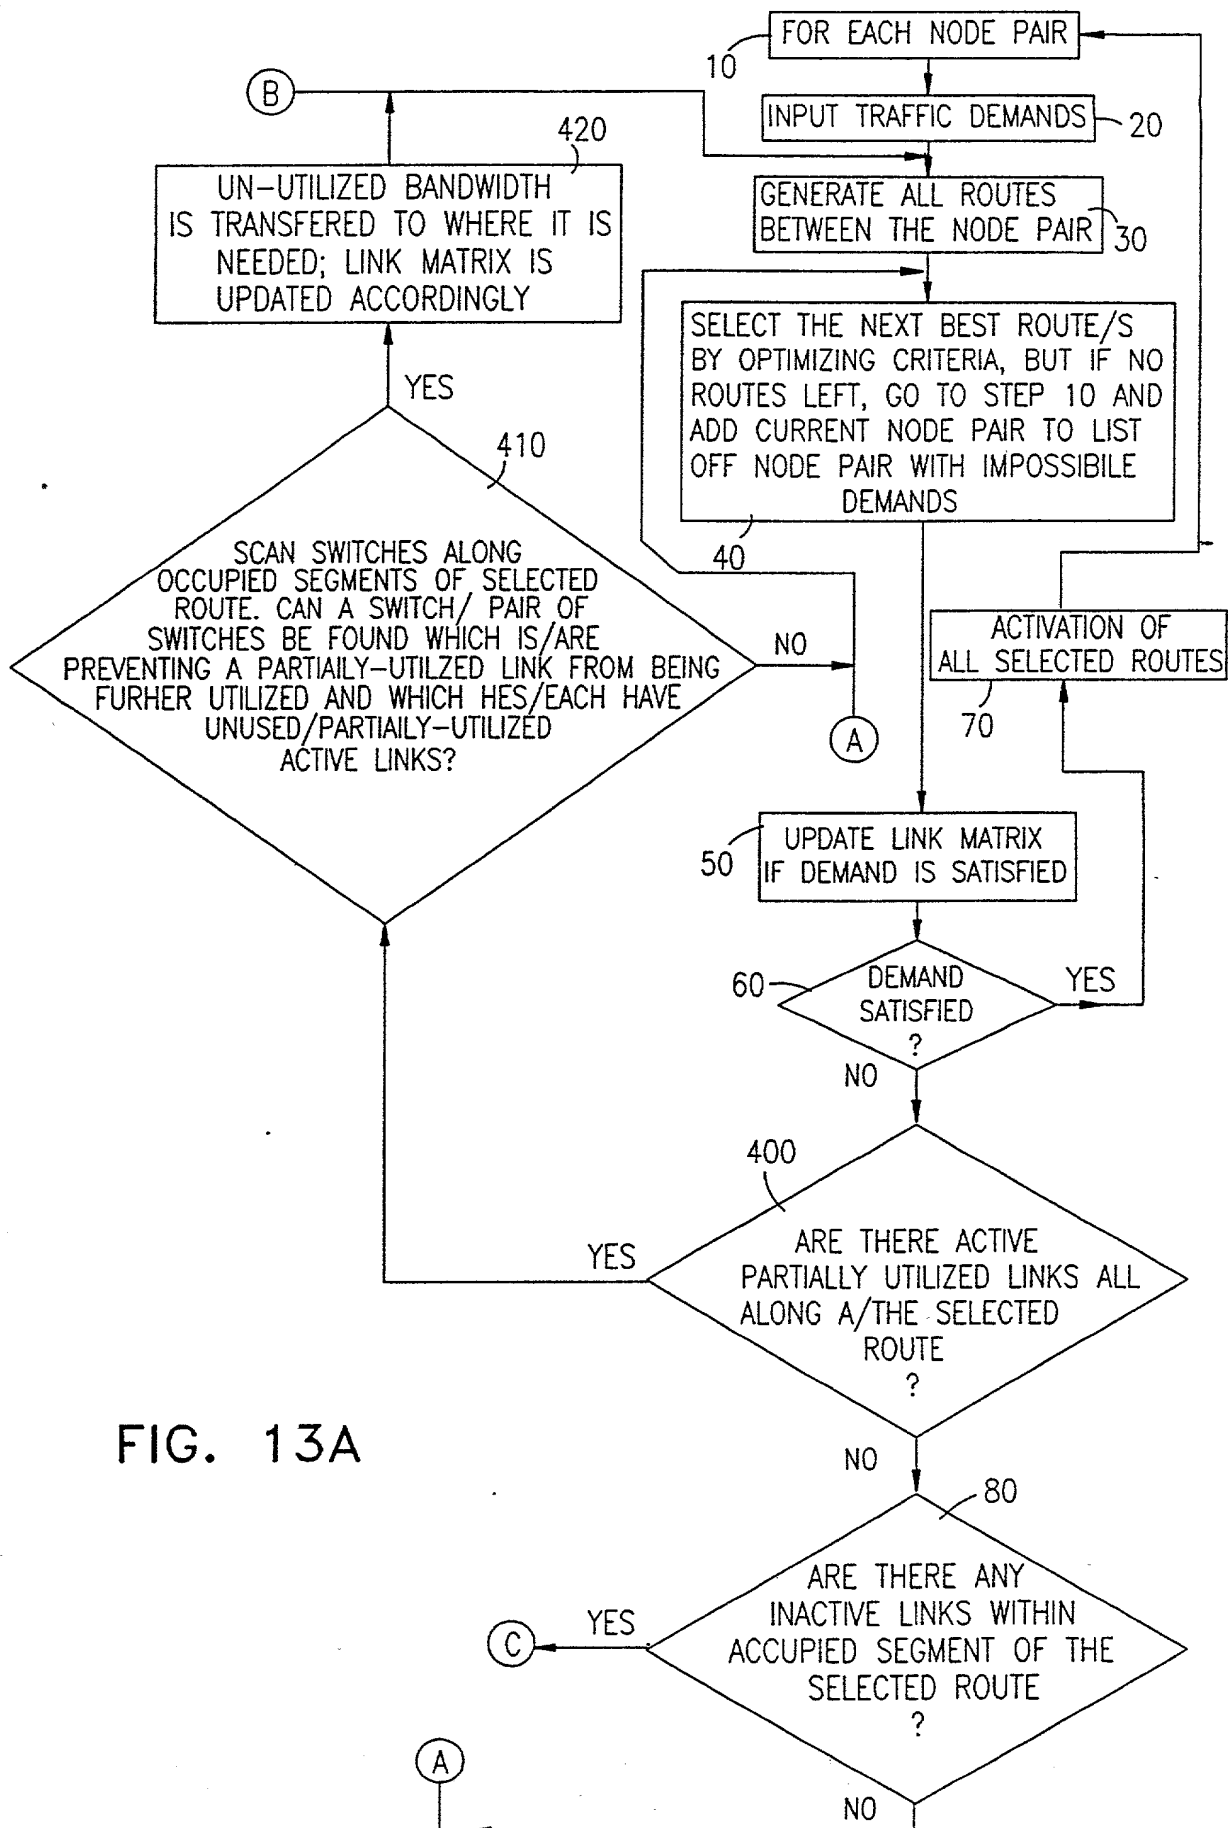 FOR EACH NODE PAIR
10
B
INPUT TRAFFIC DEMANDS
20
420
UN-UTILIZED BANDWIDTH
IS TRANSFERED TO WHERE IT IS
NEEDED; LINK MATRIX IS
UPDATED ACCORDINGLY
GENERATE ALL ROUTES
BETWEEN THE NODE PAIR
30
SELECT THE NEXT BEST ROUTE/S
BY OPTIMIZING CRITERIA, BUT IF NO
ROUTES LEFT, GO TO STEP 10 AND
ADD CURRENT NODE PAIR TO LIST
OFF NODE PAIR WITH IMPOSSIBILE
DEMANDS
40
YES
410
SCAN SWITCHES ALONG
OCCUPIED SEGMENTS OF SELECTED
ROUTE. CAN A SWITCH/ PAIR OF
SWITCHES BE FOUND WHICH IS/ARE
PREVENTING A PARTIAILY-UTILZED LINK FROM BEING
FURHER UTILIZED AND WHICH HES/EACH HAVE
UNUSED/PARTIAILY-UTILIZED
ACTIVE LINKS?
NO
A
ACTIVATION OF
ALL SELECTED ROUTES
70
50
UPDATE LINK MATRIX
IF DEMAND IS SATISFIED
60
DEMAND
SATISFIED
?
YES
NO
400
ARE THERE ACTIVE
PARTIALLY UTILIZED LINKS ALL
ALONG A/THE SELECTED
ROUTE
?
YES
NO
FIG. 13A
80
ARE THERE ANY
INACTIVE LINKS WITHIN
ACCUPIED SEGMENT OF THE
SELECTED ROUTE
?
YES
C
A
NO